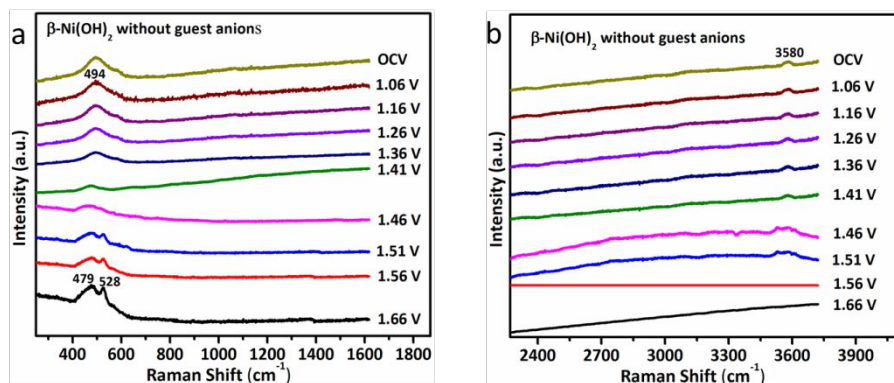 a
β-Ni(OH)₂ without guest anions
494
OCV
1.06 V
1.16 V
1.26 V
1.36 V
1.41 V
1.46 V
1.51 V
1.56 V
479 528
1.66 V
Intensity (a.u.)
400 600 800 1000 1200 1400 1600 1800
Raman Shift (cm⁻¹)
b
β-Ni(OH)₂ without guest anions
3580
OCV
1.06 V
1.16 V
1.26 V
1.36 V
1.41 V
1.46 V
1.51 V
1.56 V
1.66 V
Intensity (a.u.)
2400 2700 3000 3300 3600 3900
Raman Shift (cm⁻¹)